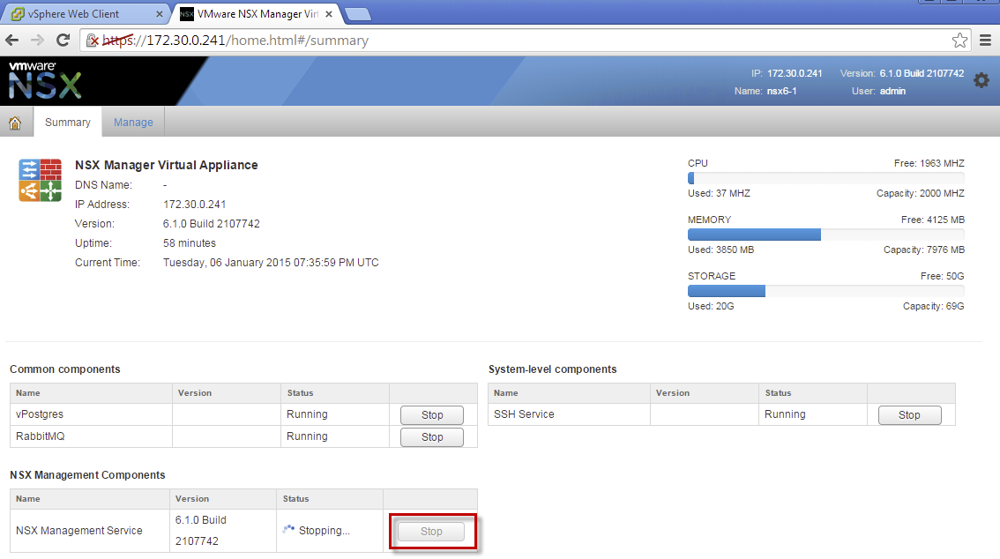 vSphere Web Client
NSX VMware NSX Manager Virt
https://172.30.0.241/home.html#/summary
vmware
NSX
IP: 172.30.0.241 Version: 6.1.0 Build 2107742
Name: nsx6-1 User: admin
Summary Manage
NSX Manager Virtual Appliance
DNS Name: -
IP Address: 172.30.0.241
Version: 6.1.0 Build 2107742
Uptime: 58 minutes
Current Time: Tuesday, 06 January 2015 07:35:59 PM UTC
CPU Free: 1963 MHZ
Used: 37 MHZ Capacity: 2000 MHZ
MEMORY Free: 4125 MB
Used: 3850 MB Capacity: 7976 MB
STORAGE Free: 50G
Used: 20G Capacity: 69G
Common components
Name Version Status
vPostgres Running Stop
RabbitMQ Running Stop
System-level components
Name Version Status
SSH Service Running Stop
NSX Management Components
Name Version Status
NSX Management Service 6.1.0 Build 2107742 Stopping... Stop